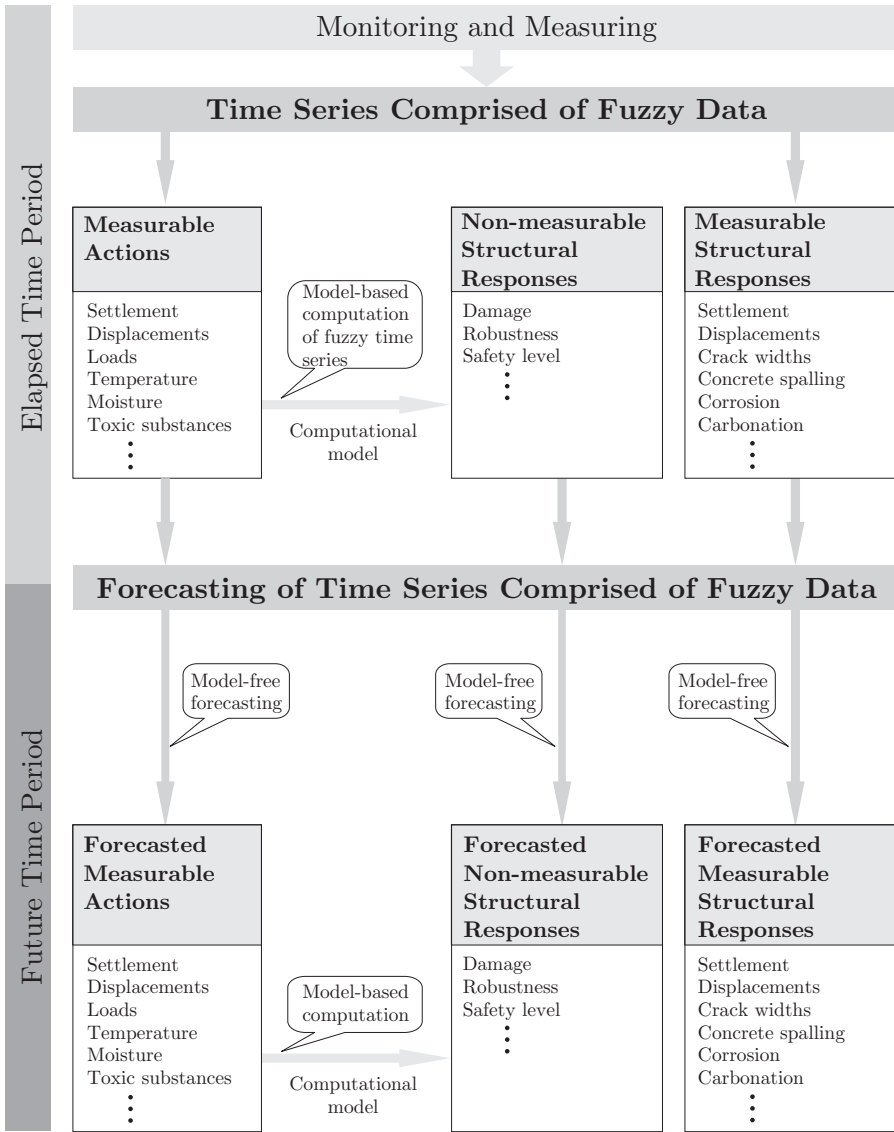 Monitoring and Measuring
Time Series Comprised of Fuzzy Data
Elapsed Time Period
Measurable
Actions
Settlement
Displacements
Loads
Temperature
Moisture
Toxic substances
Model-based
computation
of fuzzy time
series
Computational
model
Non-measurable
Structural
Responses
Damage
Robustness
Safety level
Measurable
Structural
Responses
Settlement
Displacements
Crack widths
Concrete spalling
Corrosion
Carbonation
Forecasting of Time Series Comprised of Fuzzy Data
Future Time Period
Model-free
forecasting
Model-free
forecasting
Model-free
forecasting
Forecasted
Measurable
Actions
Settlement
Displacements
Loads
Temperature
Moisture
Toxic substances
Model-based
computation
Computational
model
Forecasted
Non-measurable
Structural
Responses
Damage
Robustness
Safety level
Forecasted
Measurable
Structural
Responses
Settlement
Displacements
Crack widths
Concrete spalling
Corrosion
Carbonation